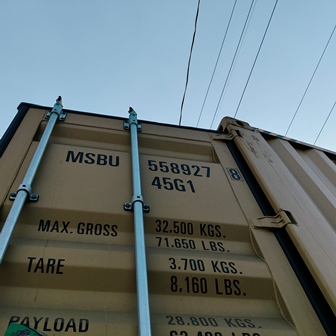 MSBU 558927 8
45G1
MAX. GROSS 32.500 KGS.
71.650 LBS.
TARE 3.700 KGS.
8.160 LBS.
PAYLOAD 28.800 KGS.